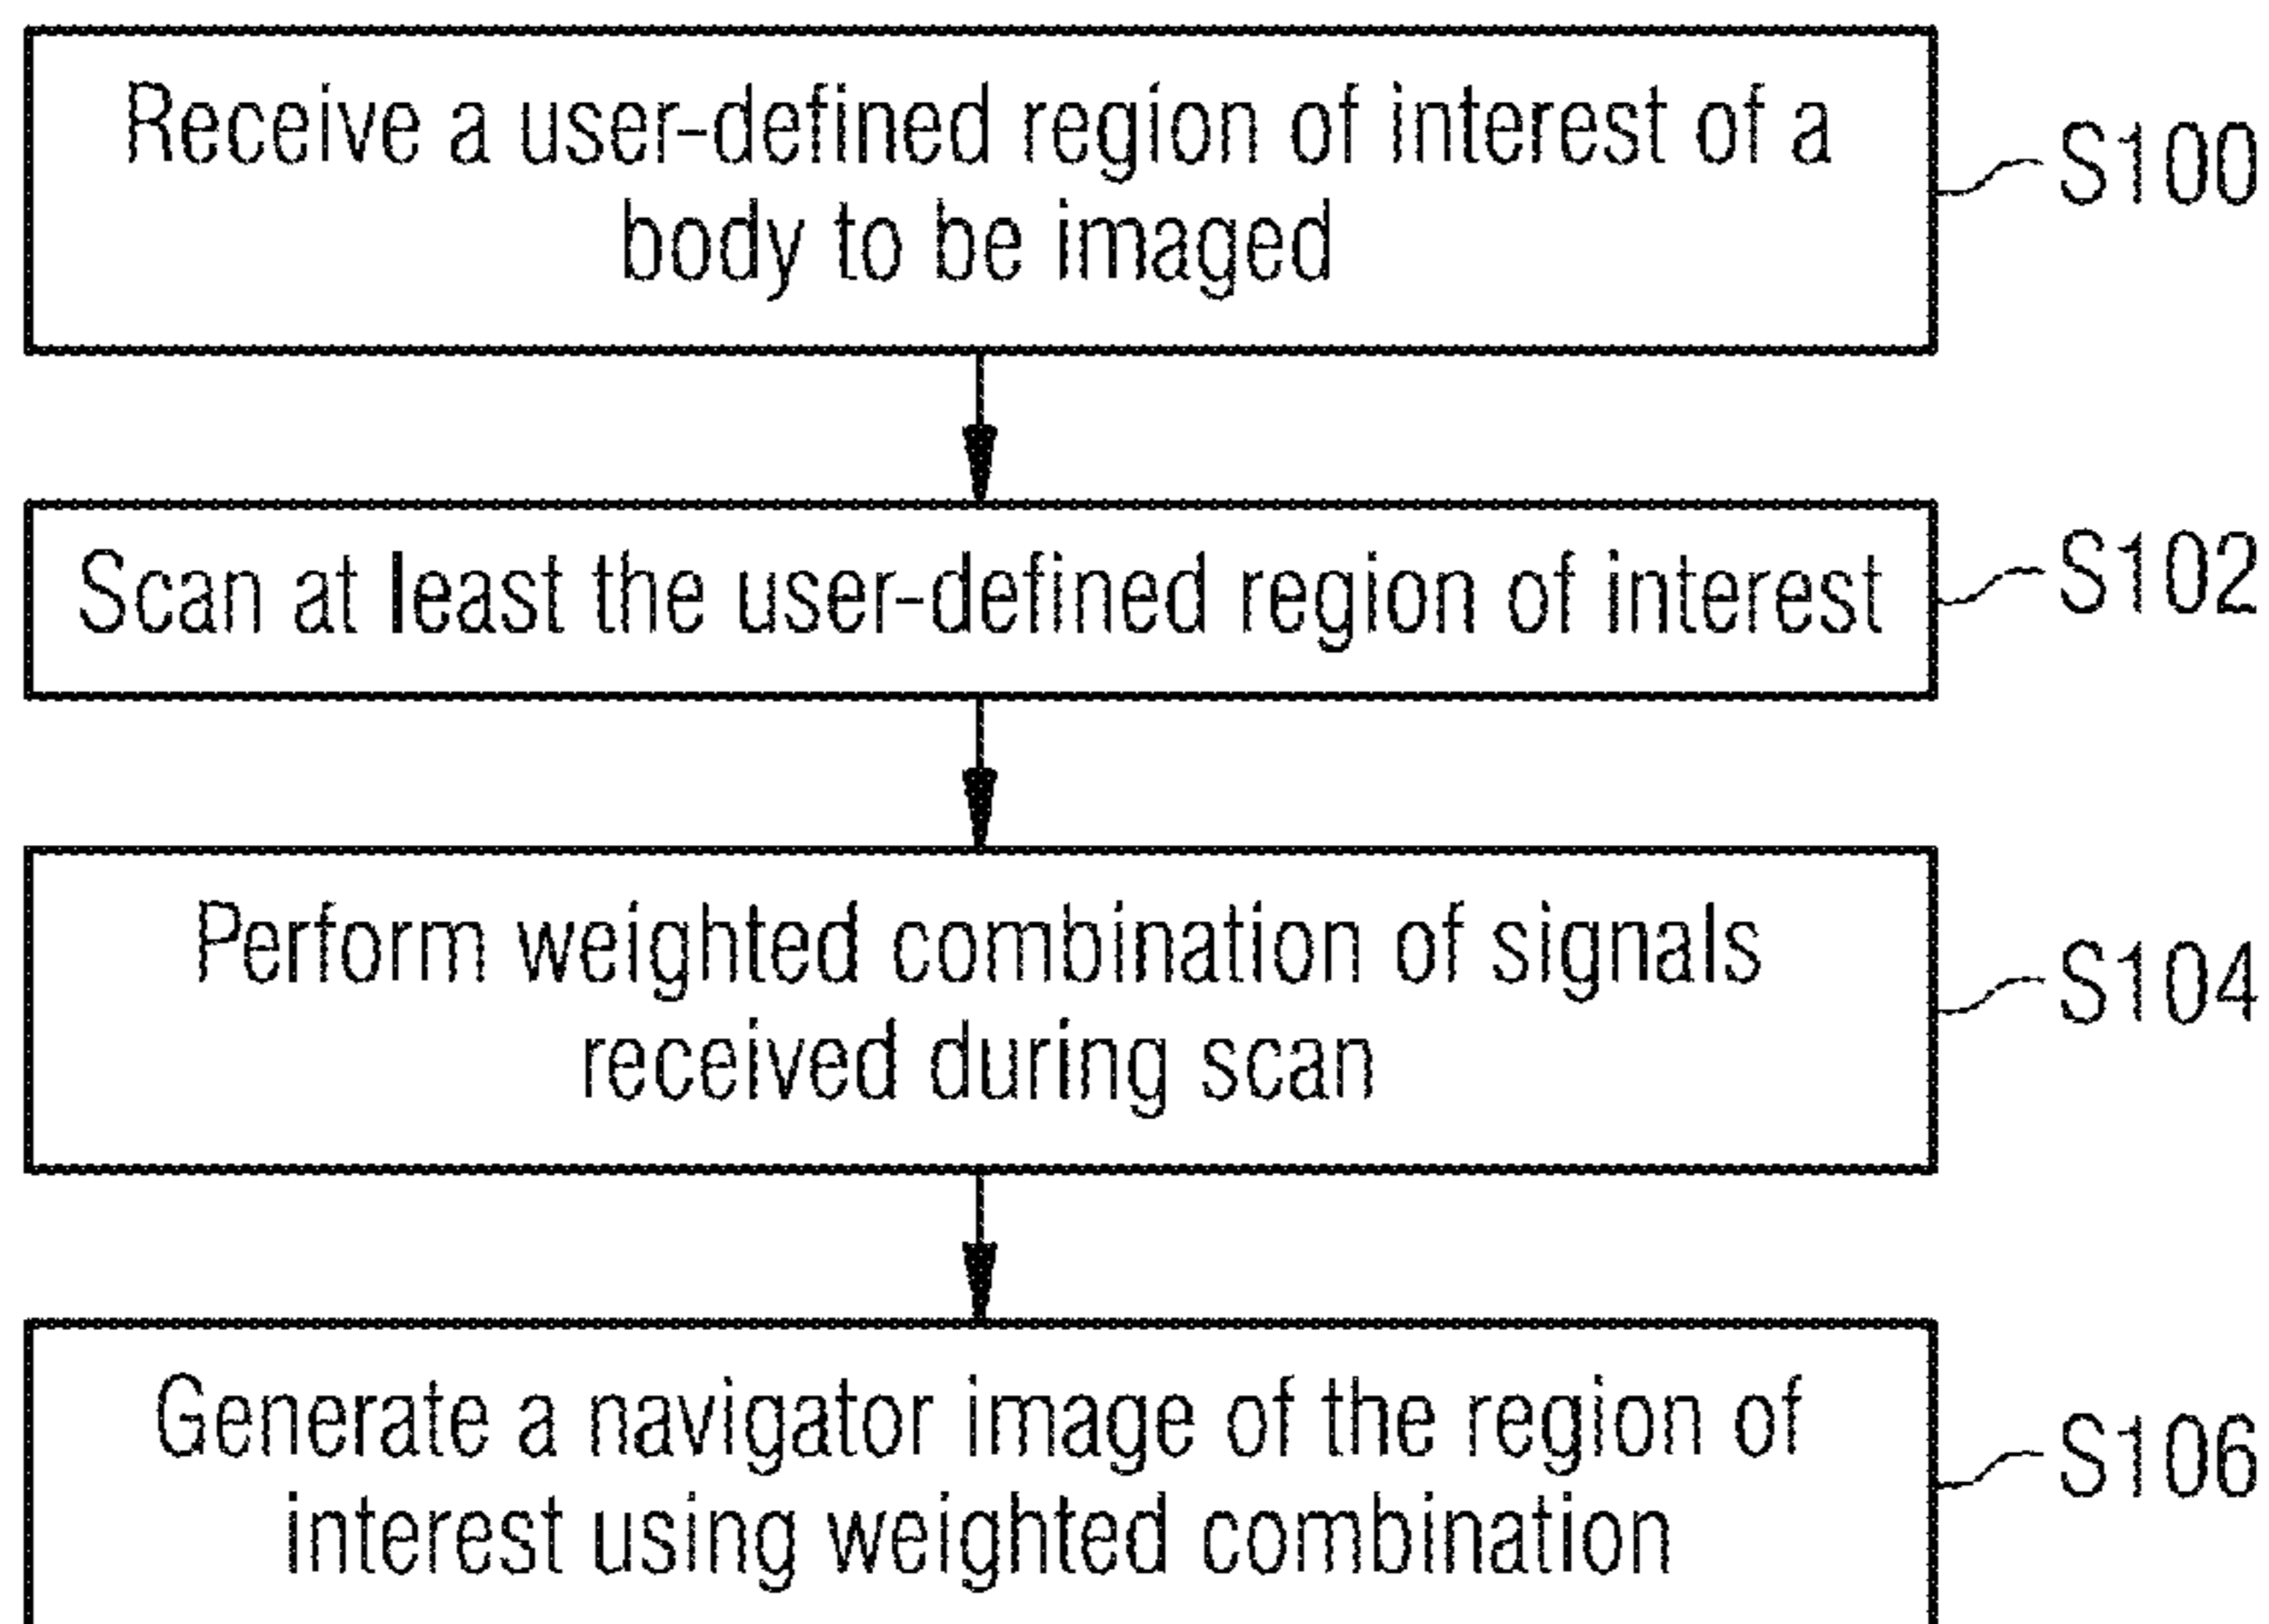 Receive a user-defined region of interest of a
body to be imaged
S100
Scan at least the user-defined region of interest
S102
Perform weighted combination of signals
received during scan
S104
Generate a navigator image of the region of
interest using weighted combination
S106